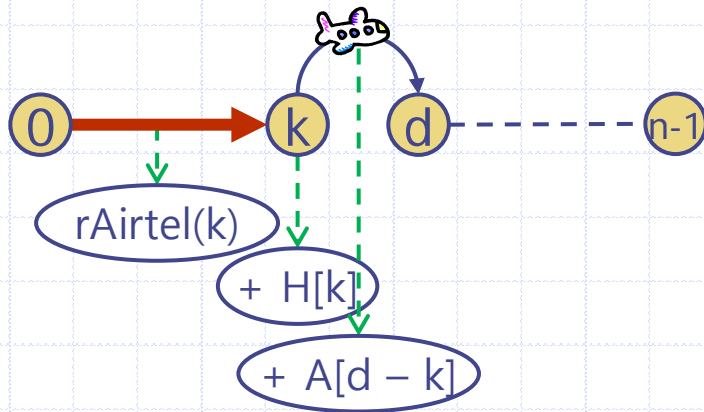 0
k
d
n-1
rAirtel(k)
+ H[k]
+ A[d – k]